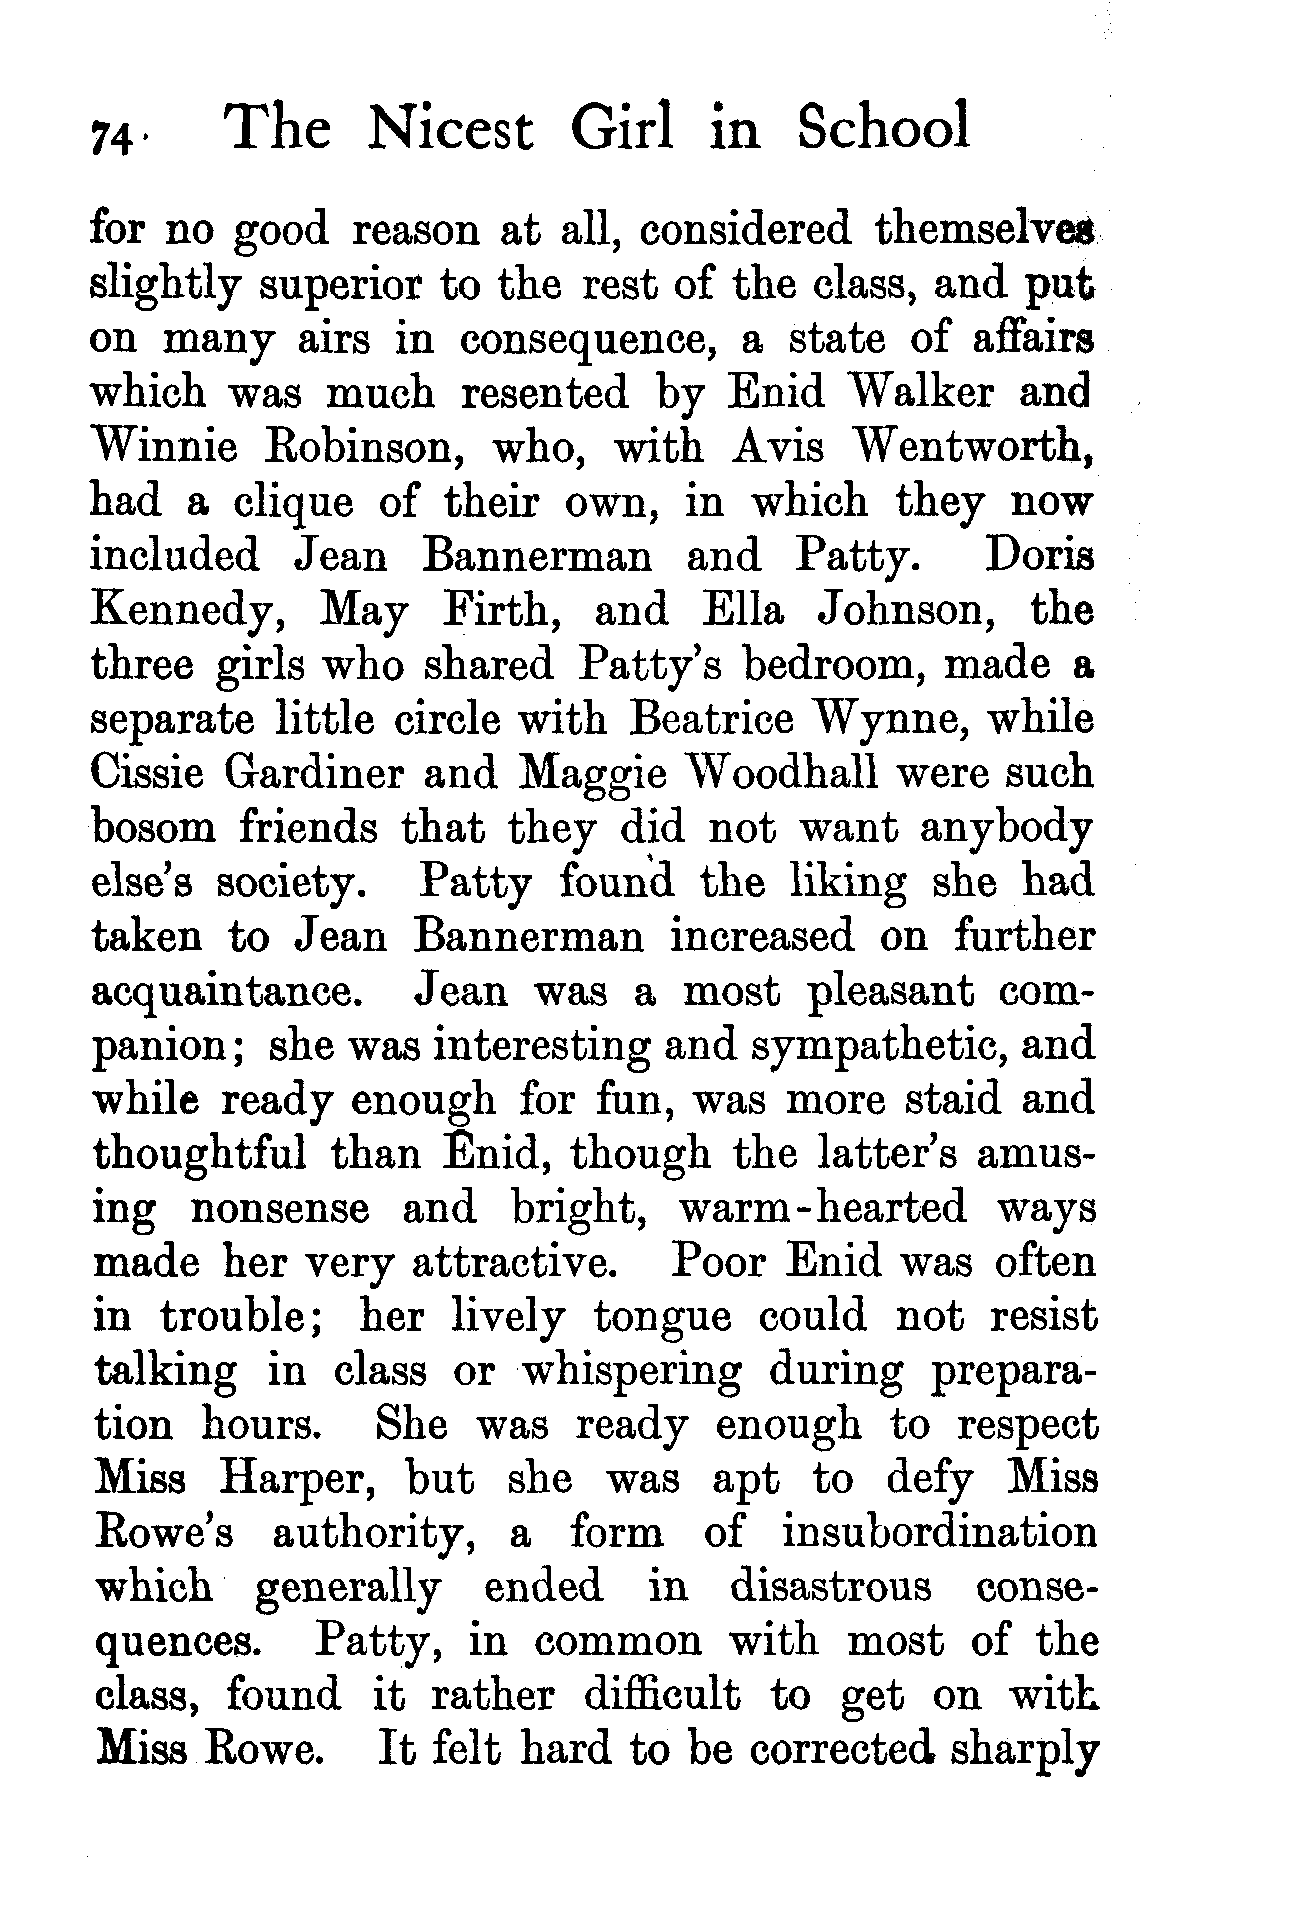 74 The Nicest Girl in School
for no good reason at all, considered themselves
slightly superior to the rest of the class, and put
on many airs in consequence, a state of affairs
which was much resented by Enid Walker and
Winnie Robinson, who, with Avis Wentworth,
had a clique of their own, in which they now
included Jean Bannerman and Patty. Doris
Kennedy, May Firth, and Ella Johnson, the
three girls who shared Patty's bedroom, made a
separate little circle with Beatrice Wynne, while
Cissie Gardiner and Maggie Woodhall were such
bosom friends that they did not want anybody
else's society. Patty found the liking she had
taken to Jean Bannerman increased on further
acquaintance. Jean was a most pleasant com-
panion; she was interesting and sympathetic, and
while ready enough for fun, was more staid and
thoughtful than Enid, though the latter's amus-
ing nonsense and bright, warm-hearted ways
made her very attractive. Poor Enid was often
in trouble; her lively tongue could not resist
talking in class or whispering during prepara-
tion hours. She was ready enough to respect
Miss Harper, but she was apt to defy Miss
Rowe's authority, a form of insubordination
which generally ended in disastrous conse-
quences. Patty, in common with most of the
class, found it rather difficult to get on with
Miss Rowe. It felt hard to be corrected sharply